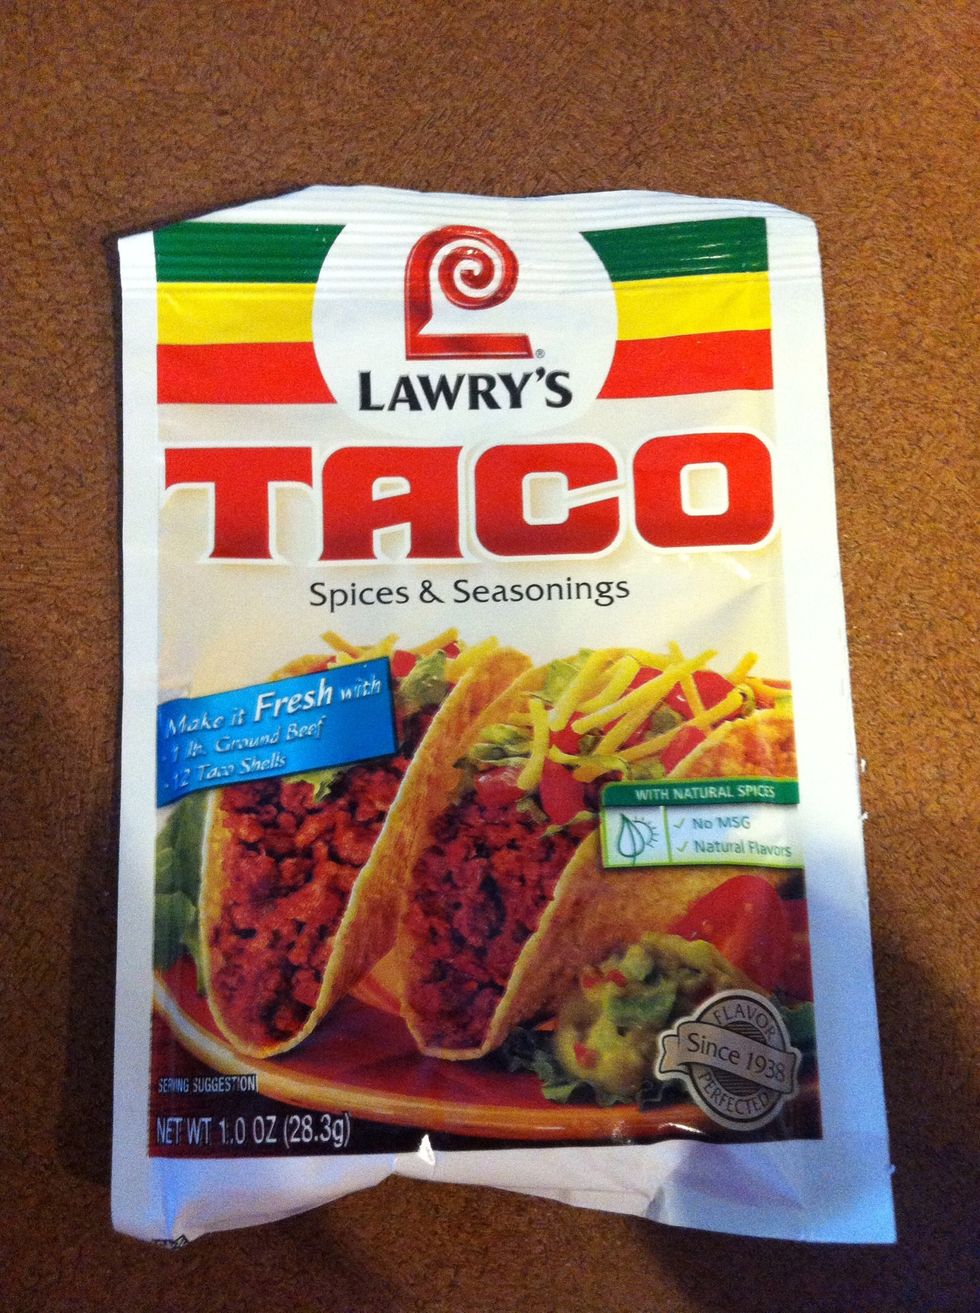 ®
LAWRY'S
TACO
Spices & Seasonings
Make it Fresh with
1 lb. Ground Beef
12 Taco Shells
WITH NATURAL SPICES
✓ No MSG
✓ Natural Flavors
FLAVOR
Since 1938
PERFECTED
SERVING SUGGESTION
NET WT 1.0 OZ (28.3g)